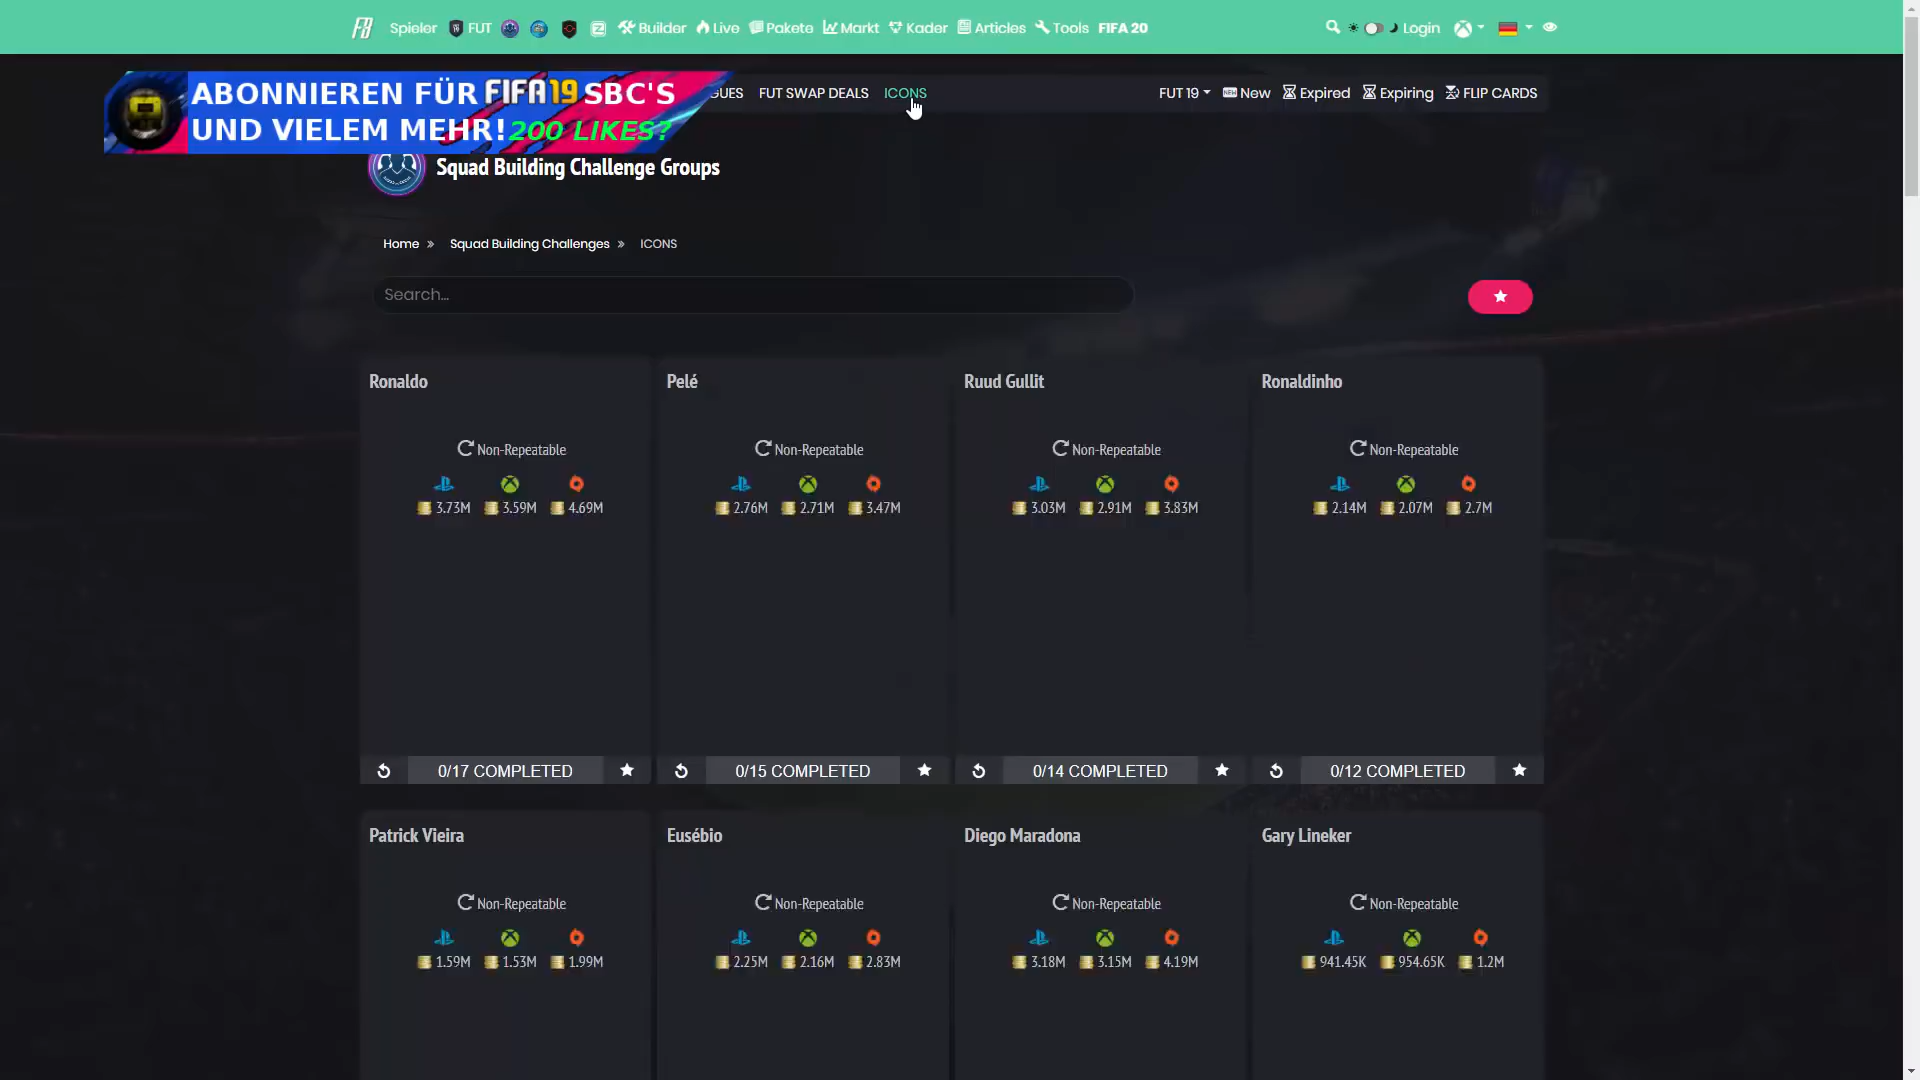 FB Spieler FUT Builder Live Pakete Markt Kader Articles Tools FIFA 20 Login
ABONNIEREN FÜR FIFA 19 SBC'S
UND VIELEM MEHR! 200 LIKES?
GUES FUT SWAP DEALS ICONS FUT 19 NEW New Expired Expiring FLIP CARDS
Squad Building Challenge Groups
Home » Squad Building Challenges » ICONS
Search...
Ronaldo Pelé Ruud Gullit Ronaldinho
Non-Repeatable Non-Repeatable Non-Repeatable Non-Repeatable
3.73M 3.59M 4.69M 2.76M 2.71M 3.47M 3.03M 2.91M 3.83M 2.14M 2.07M 2.7M
0/17 COMPLETED 0/15 COMPLETED 0/14 COMPLETED 0/12 COMPLETED
Patrick Vieira Eusébio Diego Maradona Gary Lineker
Non-Repeatable Non-Repeatable Non-Repeatable Non-Repeatable
1.59M 1.53M 1.99M 2.25M 2.16M 2.83M 3.18M 3.15M 4.19M 941.45K 954.65K 1.2M